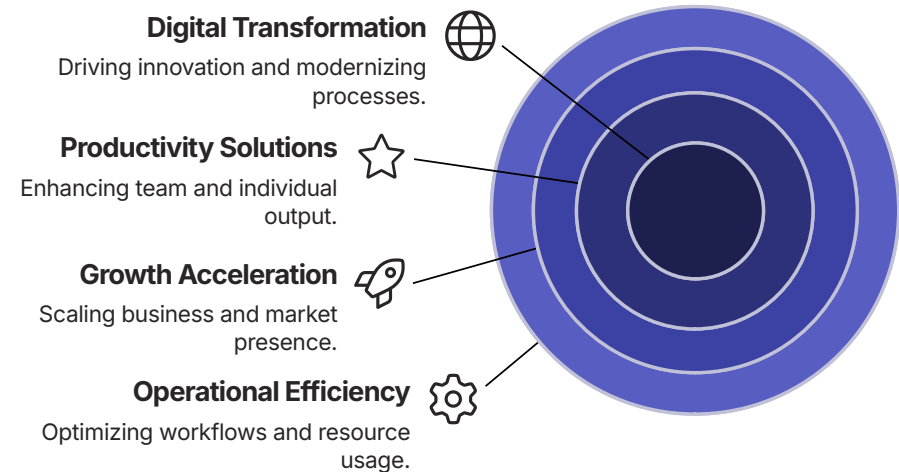 Digital Transformation
Driving innovation and modernizing
processes.
Productivity Solutions
Enhancing team and individual
output.
Growth Acceleration
Scaling business and market
presence.
Operational Efficiency
Optimizing workflows and resource
usage.